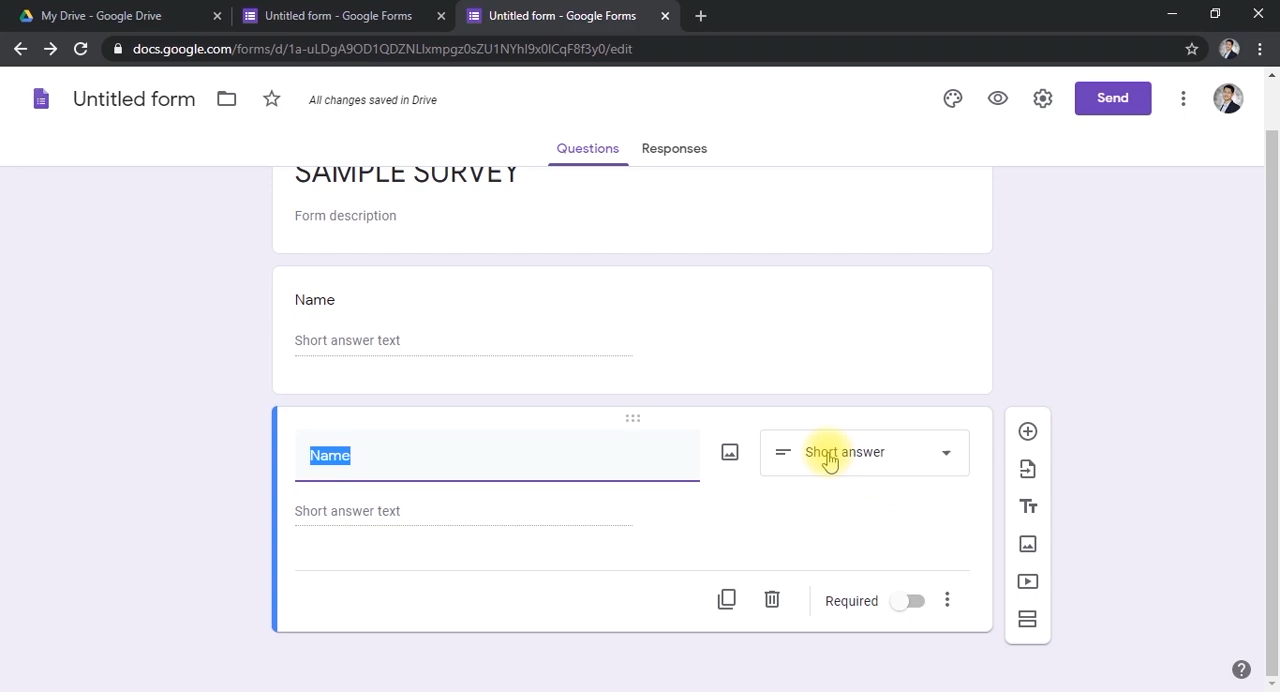 My Drive - Google Drive
Untitled form - Google Forms
Untitled form - Google Forms
docs.google.com/forms/d/1a-uLDgA9OD1QDZNLIxmpgz0sZU1NYhI9x0ICqF8f3y0/edit
Untitled form
All changes saved in Drive
Send
Questions
Responses
SAMPLE SURVEY
Form description
Name
Short answer text
Name
Short answer
Short answer text
Required